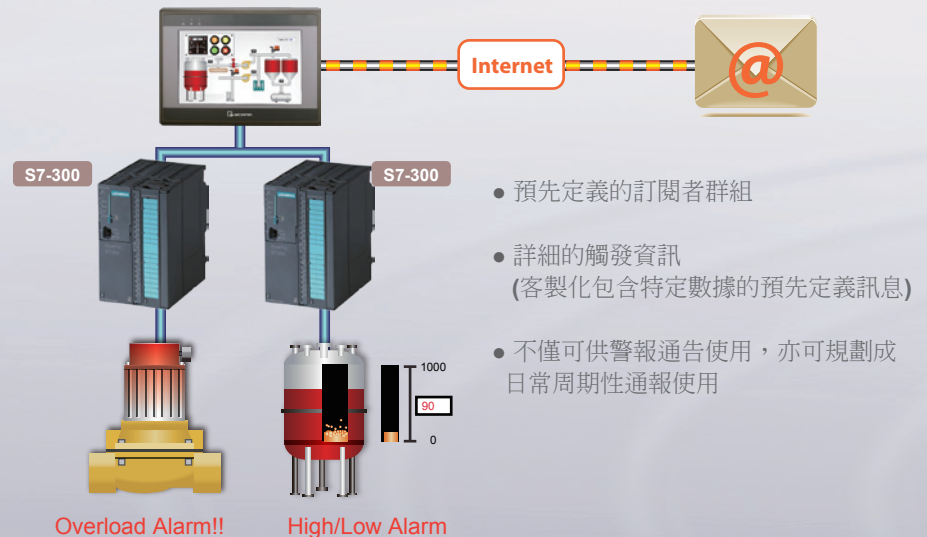 Internet
@
S7-300
S7-300
SIEMENS
● 預先定義的訂閱者群組
● 詳細的觸發資訊
(客製化包含特定數據的預先定義訊息)
● 不僅可供警報通告使用，亦可規劃成
日常周期性通報使用
1000
90
0
Overload Alarm!!
High/Low Alarm